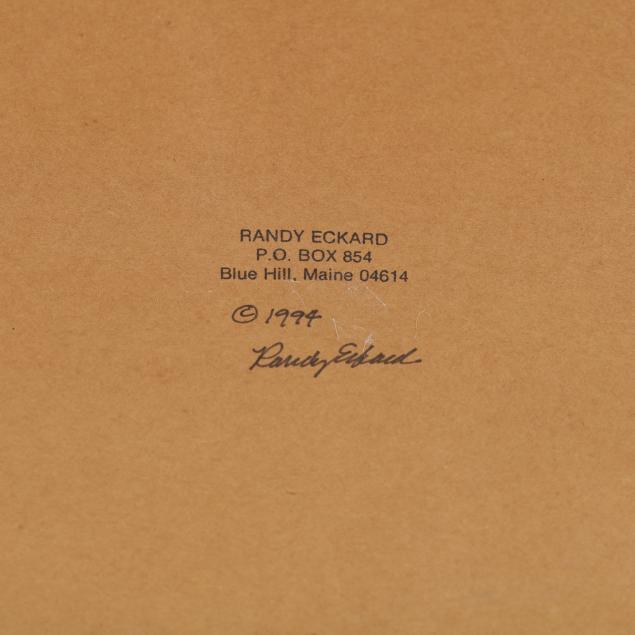 RANDY ECKARD
P.O. BOX 854
Blue Hill, Maine 04614
© 1994
Randy Eckard